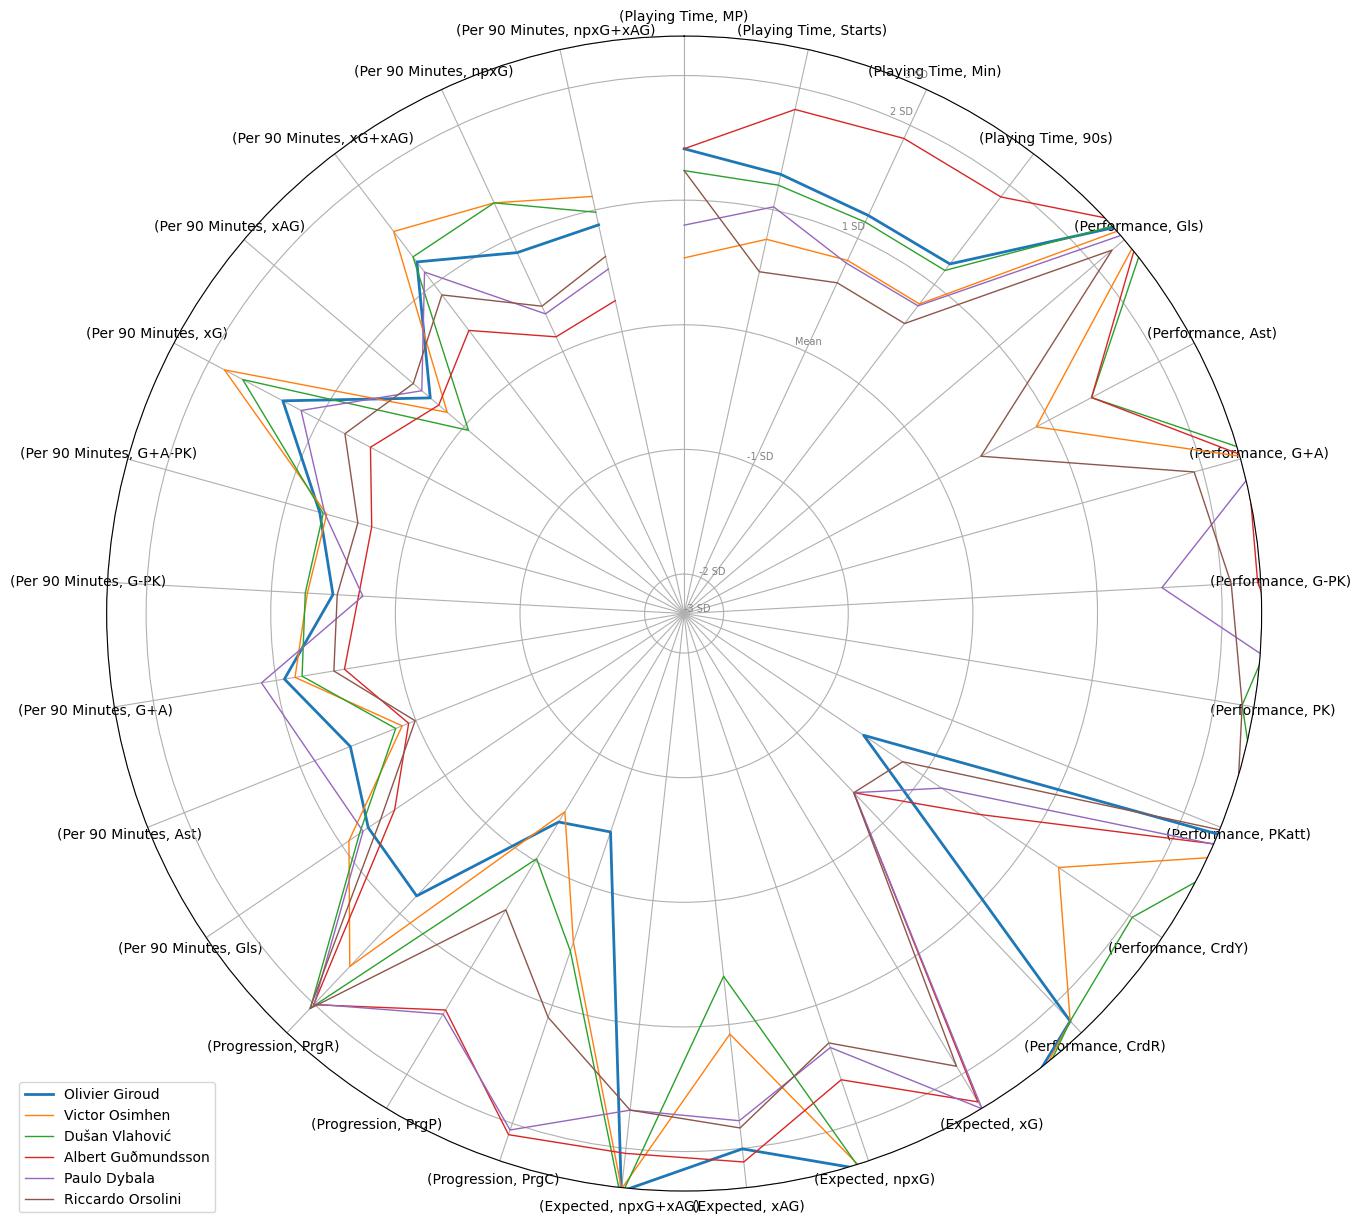 (Playing Time, MP)
(Per 90 Minutes, npxG+xAG)
(Playing Time, Starts)
(Per 90 Minutes, npxG)
(Playing Time, Min)
2 SD
(Per 90 Minutes, xG+xAG)
(Playing Time, 90s)
(Per 90 Minutes, xAG)
1 SD
(Performance, Gls)
(Per 90 Minutes, xG)
Mean
(Performance, Ast)
(Per 90 Minutes, G+A-PK)
-1 SD
(Performance, G+A)
-2 SD
(Per 90 Minutes, G-PK)
(Performance, G-PK)
-3 SD
(Per 90 Minutes, G+A)
(Performance, PK)
(Per 90 Minutes, Ast)
(Performance, PKatt)
(Per 90 Minutes, Gls)
(Performance, CrdY)
(Progression, PrgR)
(Performance, CrdR)
(Progression, PrgP)
(Expected, xG)
(Progression, PrgC)
(Expected, npxG)
(Expected, npxG+xAG)
(Expected, xAG)
Olivier Giroud
Victor Osimhen
Dušan Vlahović
Albert Guðmundsson
Paulo Dybala
Riccardo Orsolini